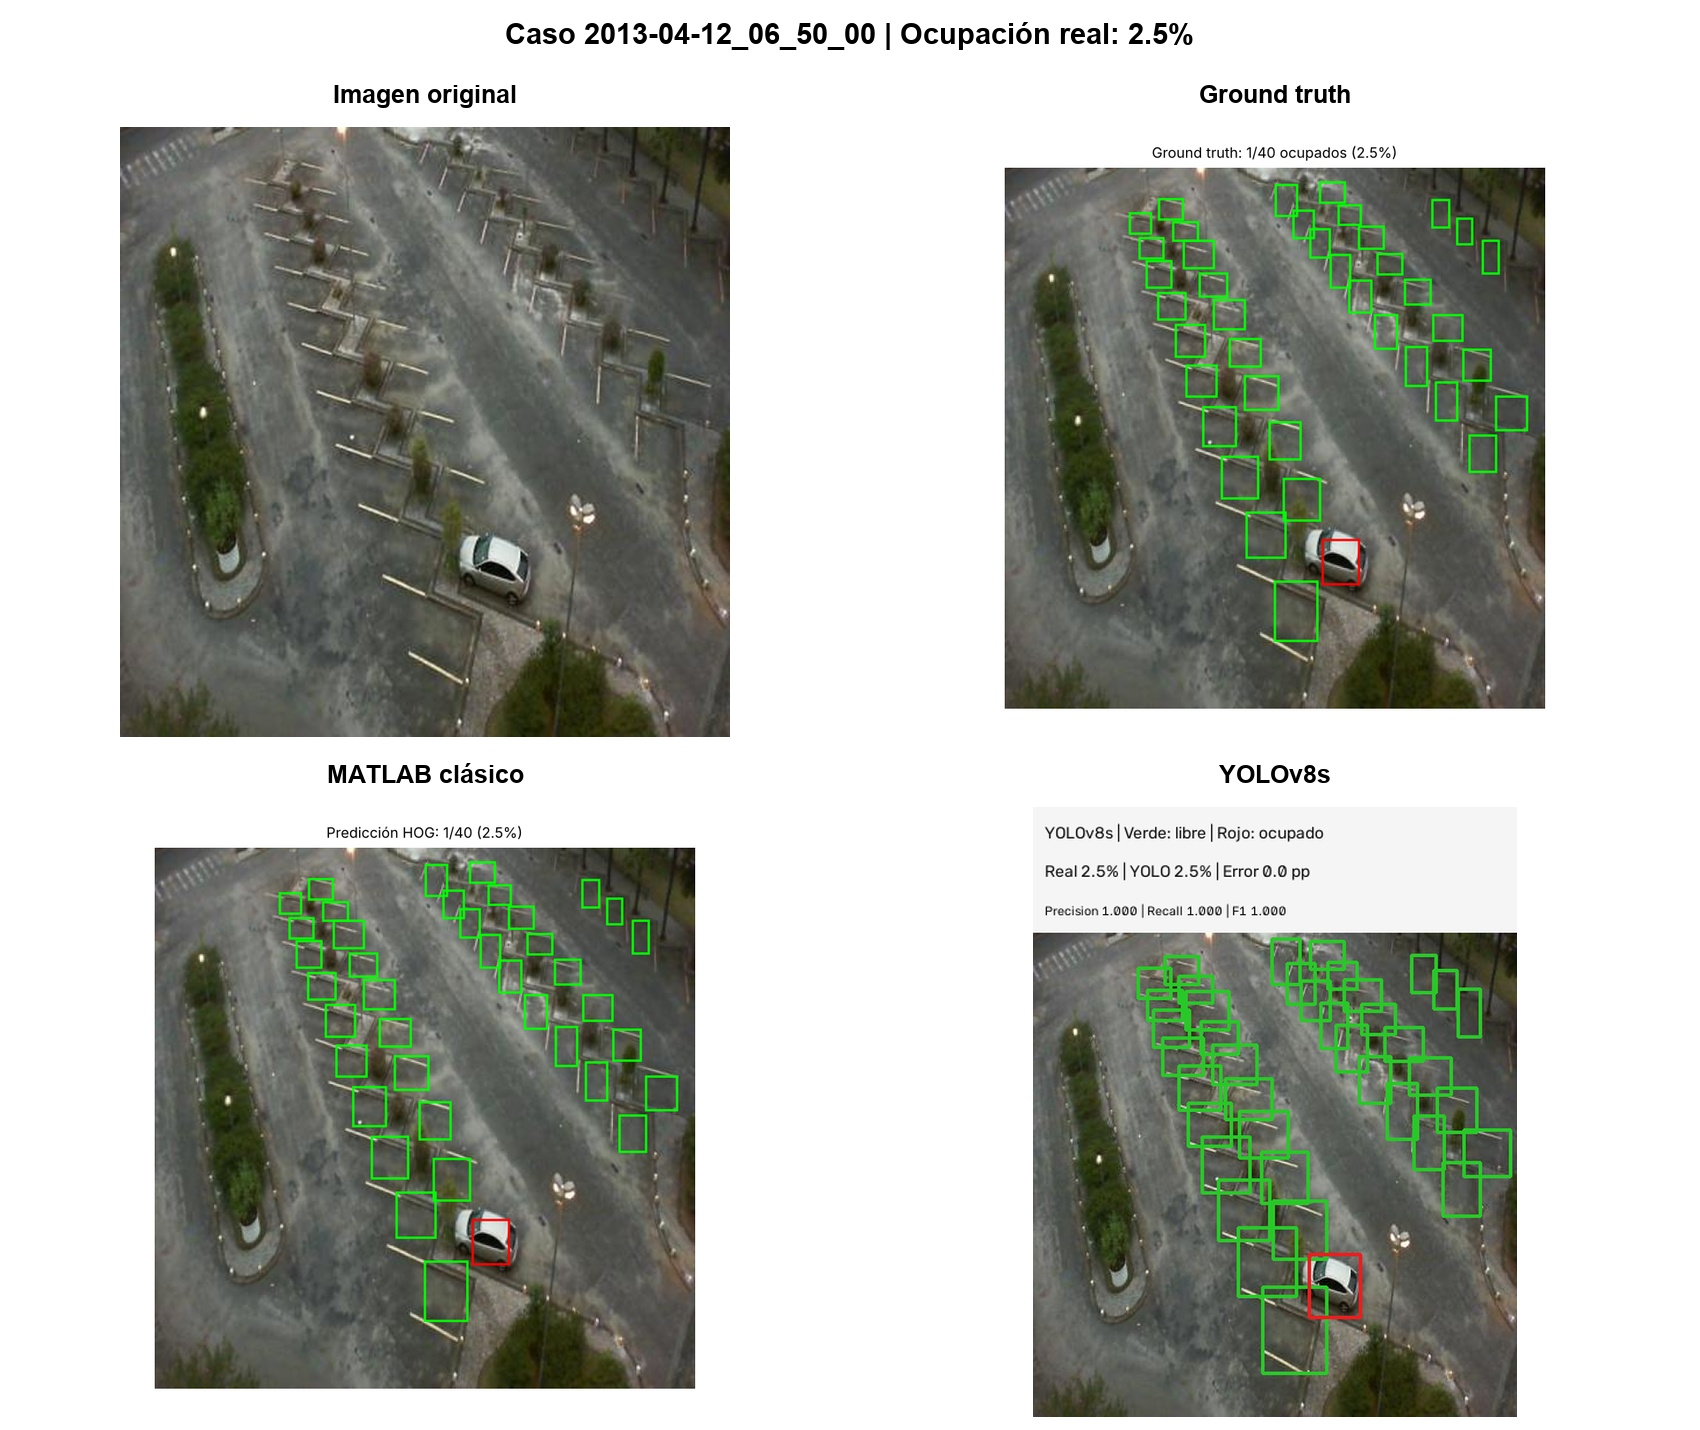 Caso 2013-04-12_06_50_00 | Ocupación real: 2.5%
Imagen original
Ground truth
Ground truth: 1/40 ocupados (2.5%)
MATLAB clásico
Predicción HOG: 1/40 (2.5%)
YOLOv8s
YOLOv8s | Verde: libre | Rojo: ocupado
Real 2.5% | YOLO 2.5% | Error 0.0 pp
Precision 1.000 | Recall 1.000 | F1 1.000